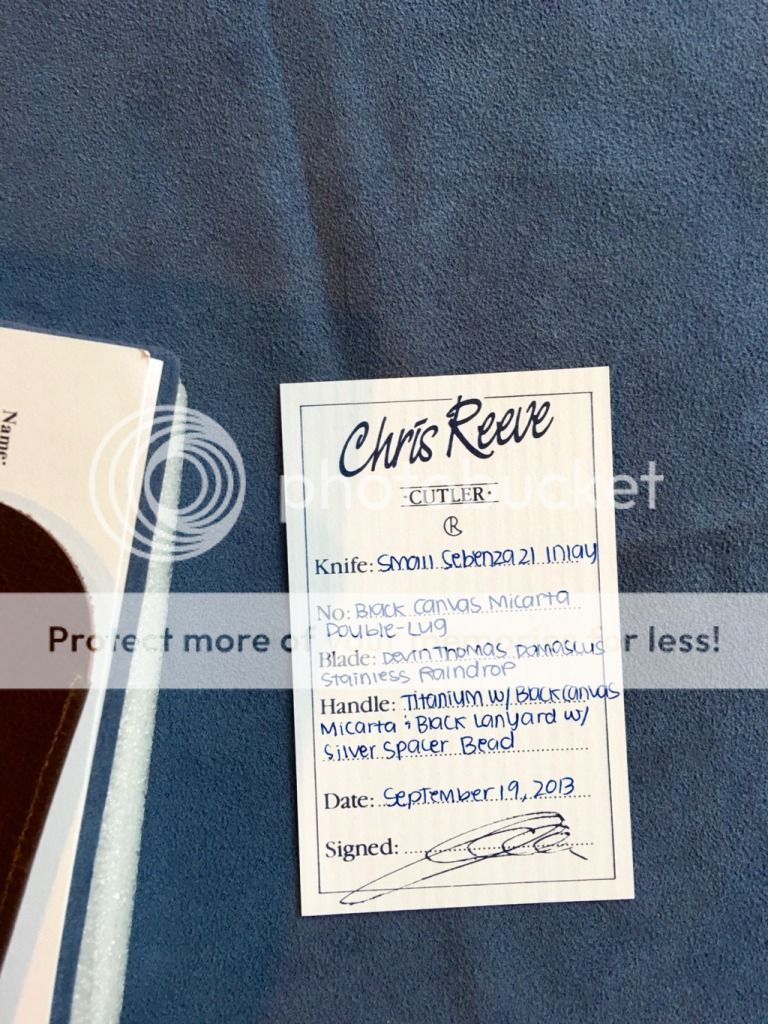 Name:
Chris Reeve
·CUTLER·
R
Knife: Small Sebenza 21 Inlay
No: Black Canvas Micarta
Double-Lug
Blade: Devin Thomas Damascus
Stainless Raindrop
Handle: Titanium w/ Black Canvas
Micarta ; Black Lanyard w/
Silver Spacer Bead
Date: September 19, 2013
Signed:
photobucket
Protect more of your memories for less!